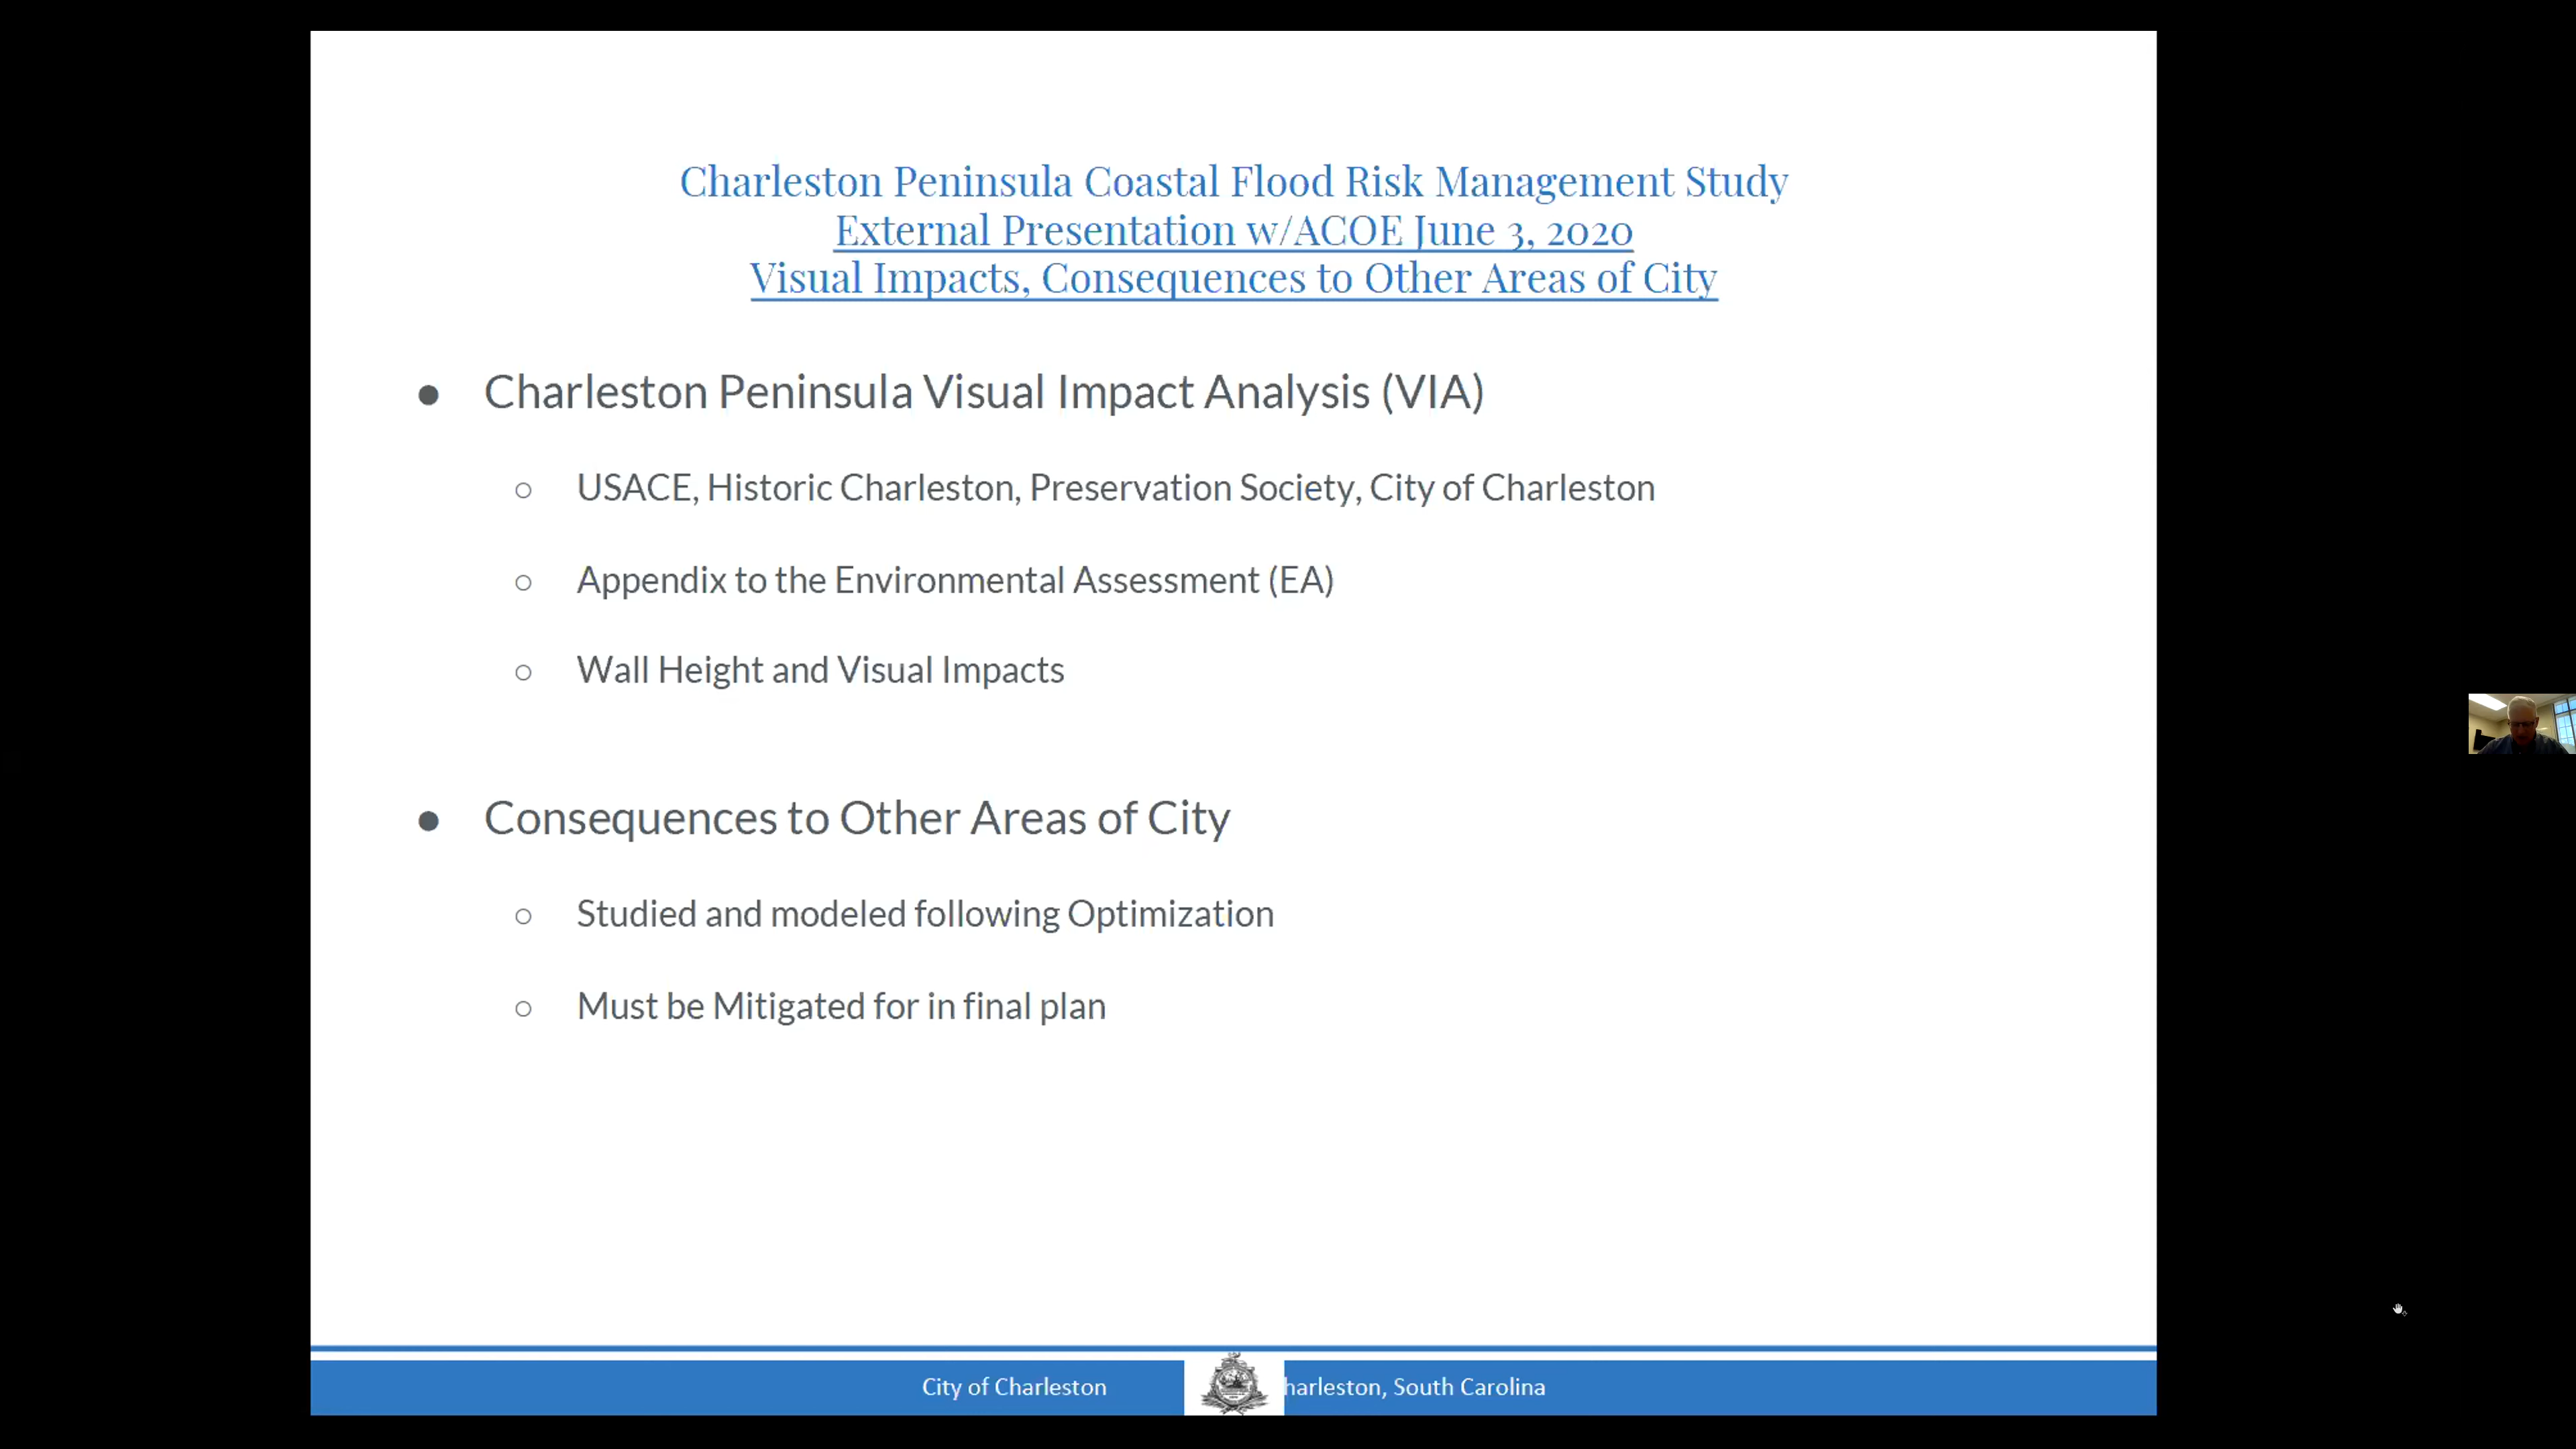 Charleston Peninsula Coastal Flood Risk Management Study
External Presentation w/ACOE June 3, 2020
Visual Impacts, Consequences to Other Areas of City
● Charleston Peninsula Visual Impact Analysis (VIA)
○ USACE, Historic Charleston, Preservation Society, City of Charleston
○ Appendix to the Environmental Assessment (EA)
○ Wall Height and Visual Impacts
● Consequences to Other Areas of City
○ Studied and modeled following Optimization
○ Must be Mitigated for in final plan
City of Charleston harleston, South Carolina